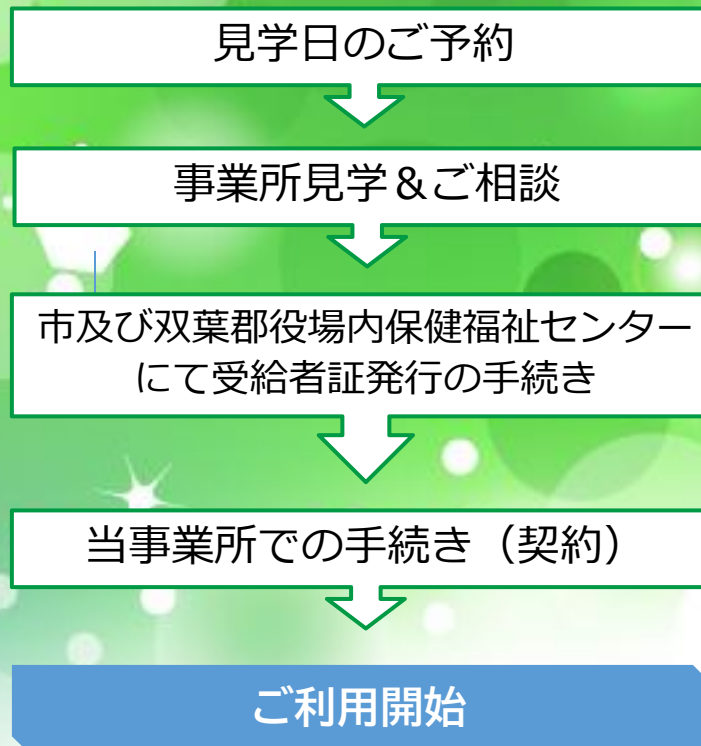 見学日のご予約
事業所見学＆ご相談
市及び双葉郡役場内保健福祉センター
にて受給者証発行の手続き
当事業所での手続き（契約）
ご利用開始